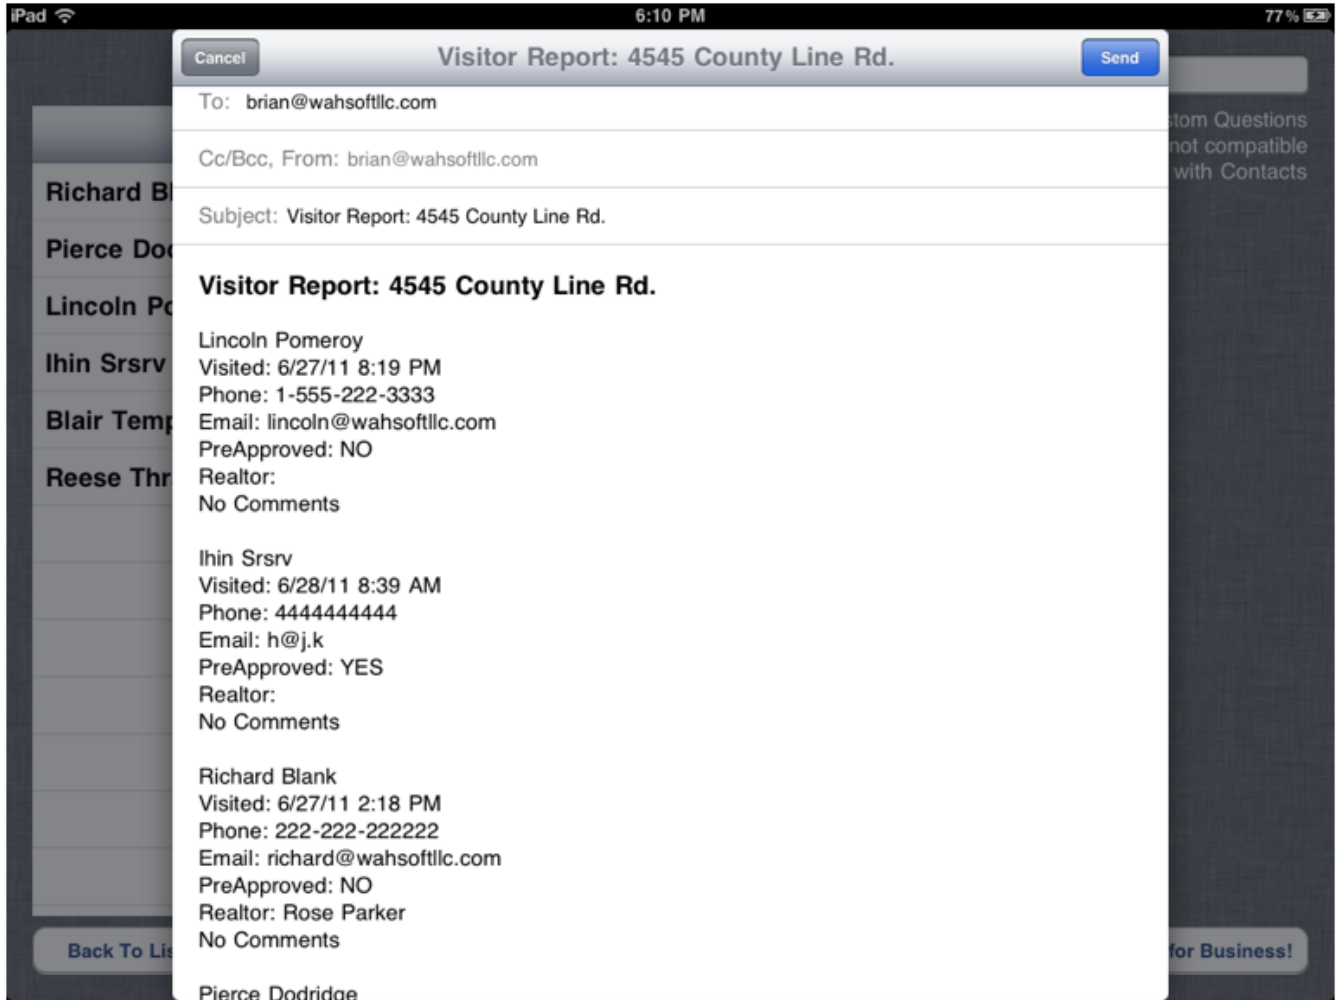 iPad 6:10 PM 77%
Cancel Visitor Report: 4545 County Line Rd. Send
To: brian@wahsoftllc.com
Cc/Bcc, From: brian@wahsoftllc.com
Subject: Visitor Report: 4545 County Line Rd.
Visitor Report: 4545 County Line Rd.
Lincoln Pomeroy
Visited: 6/27/11 8:19 PM
Phone: 1-555-222-3333
Email: lincoln@wahsoftllc.com
PreApproved: NO
Realtor:
No Comments
Ihin Srsrv
Visited: 6/28/11 8:39 AM
Phone: 4444444444
Email: h@j.k
PreApproved: YES
Realtor:
No Comments
Richard Blank
Visited: 6/27/11 2:18 PM
Phone: 222-222-222222
Email: richard@wahsoftllc.com
PreApproved: NO
Realtor: Rose Parker
No Comments
Pierce Dodridge
Richard Bl
Pierce Doc
Lincoln Po
Ihin Srsrv
Blair Temp
Reese Thr
Back To Lis
stom Questions
not compatible
with Contacts
for Business!